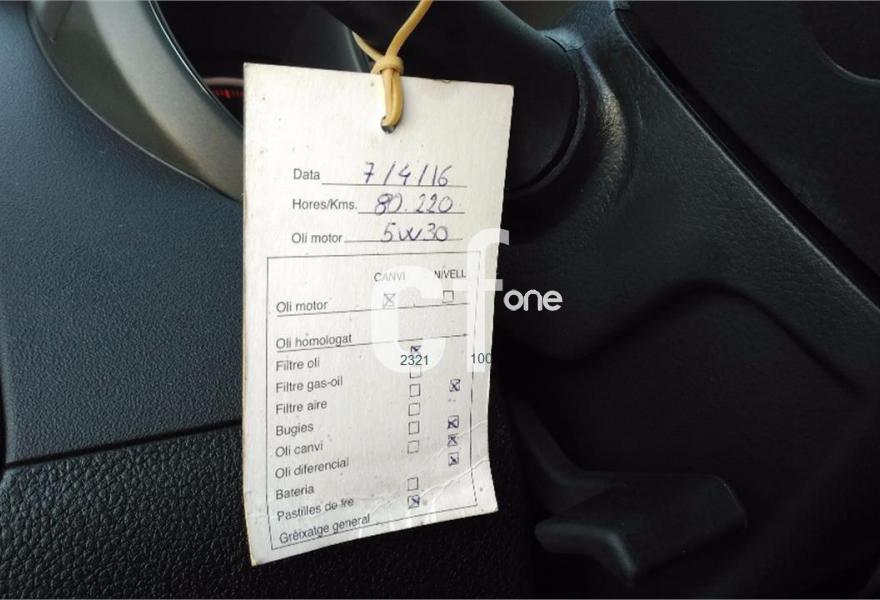 Data 7/4/16
Hores/Kms. 80.220
Oli motor 5W30
CANVI NIVELL
Oli motor
Oli homologat
Filtre oli
Filtre gas-oil
Filtre aire
Bugies
Oli canvi
Oli diferencial
Bateria
Pastilles de fre
Greixatge general
cf one
2321 100